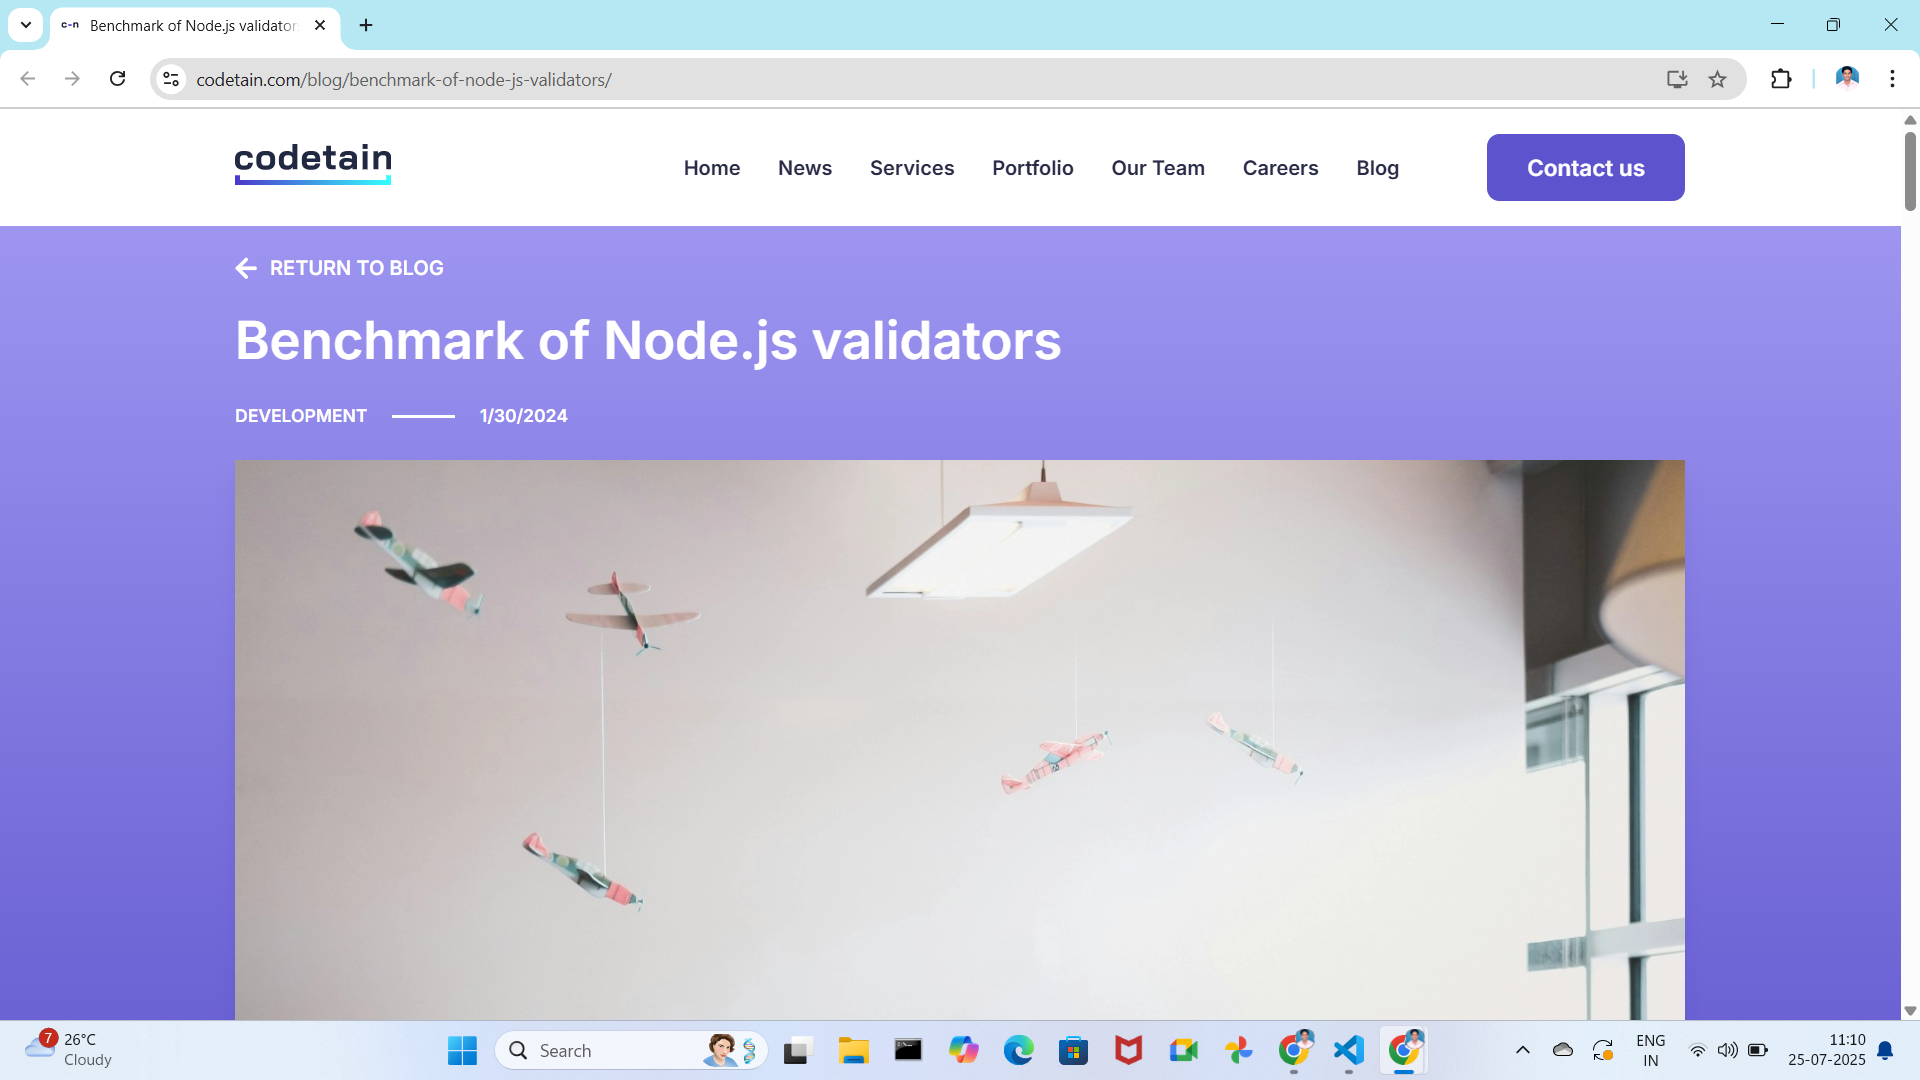 Benchmark of Node.js validator
codetain.com/blog/benchmark-of-node-js-validators/
codetain
Home
News
Services
Portfolio
Our Team
Careers
Blog
Contact us
RETURN TO BLOG
Benchmark of Node.js validators
DEVELOPMENT
1/30/2024
7
26°C
Cloudy
Search
ENG
IN
11:10
25-07-2025